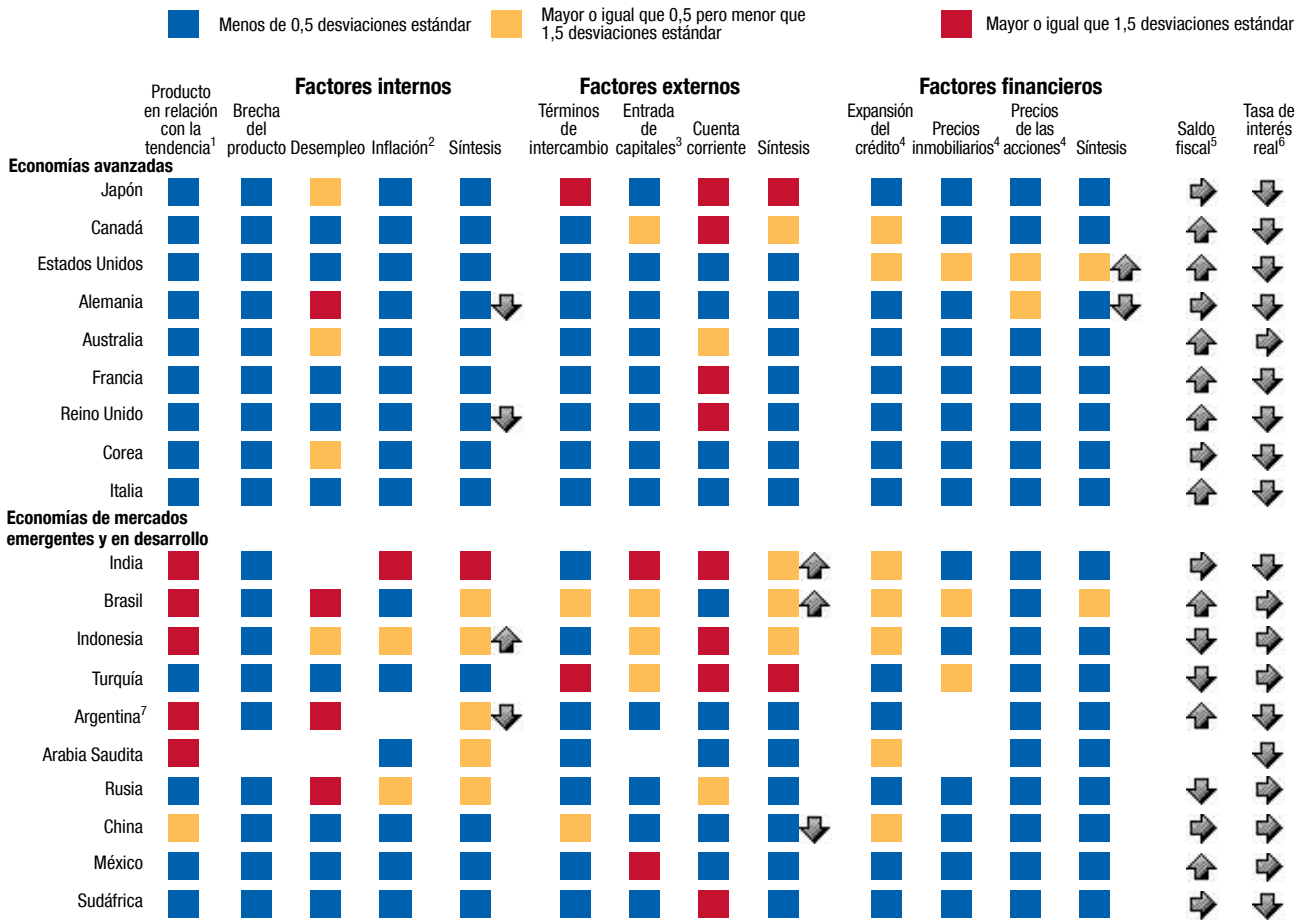 Menos de 0,5 desviaciones estándar
Mayor o igual que 0,5 pero menor que
1,5 desviaciones estándar
Mayor o igual que 1,5 desviaciones estándar
Factores internos
Factores externos
Factores financieros
Producto
en relación
con la
tendencia1
Brecha
del
producto
Desempleo
Inflación2
Síntesis
Términos
de
intercambio
Entrada
de
capitales3
Cuenta
corriente
Síntesis
Expansión
del
crédito4
Precios
inmobiliarios4
Precios
de las
acciones4
Síntesis
Saldo
fiscal5
Tasa de
interés
real6
Economías avanzadas
Japón
Canadá
Estados Unidos
Alemania
Australia
Francia
Reino Unido
Corea
Italia
Economías de mercados
emergentes y en desarrollo
India
Brasil
Indonesia
Turquía
Argentina7
Arabia Saudita
Rusia
China
México
Sudáfrica